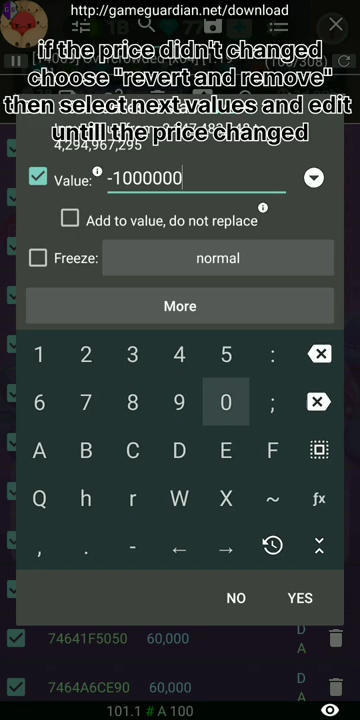 http://gameguardian.net/download
if the price didn't changed
choose "revert and remove"
then select next values and edit
untill the price changed
4,294,967,295
Value: -1000000
Add to value, do not replace
Freeze: normal
More
1 2 3 4 5 :
6 7 8 9 0 ;
A B C D E F
Q h r W X ~ ƒx
, . - ← →
NO YES
74641F5050 60,000 D
A
7464A6CE90 60,000 D
A
101.1 # A 100